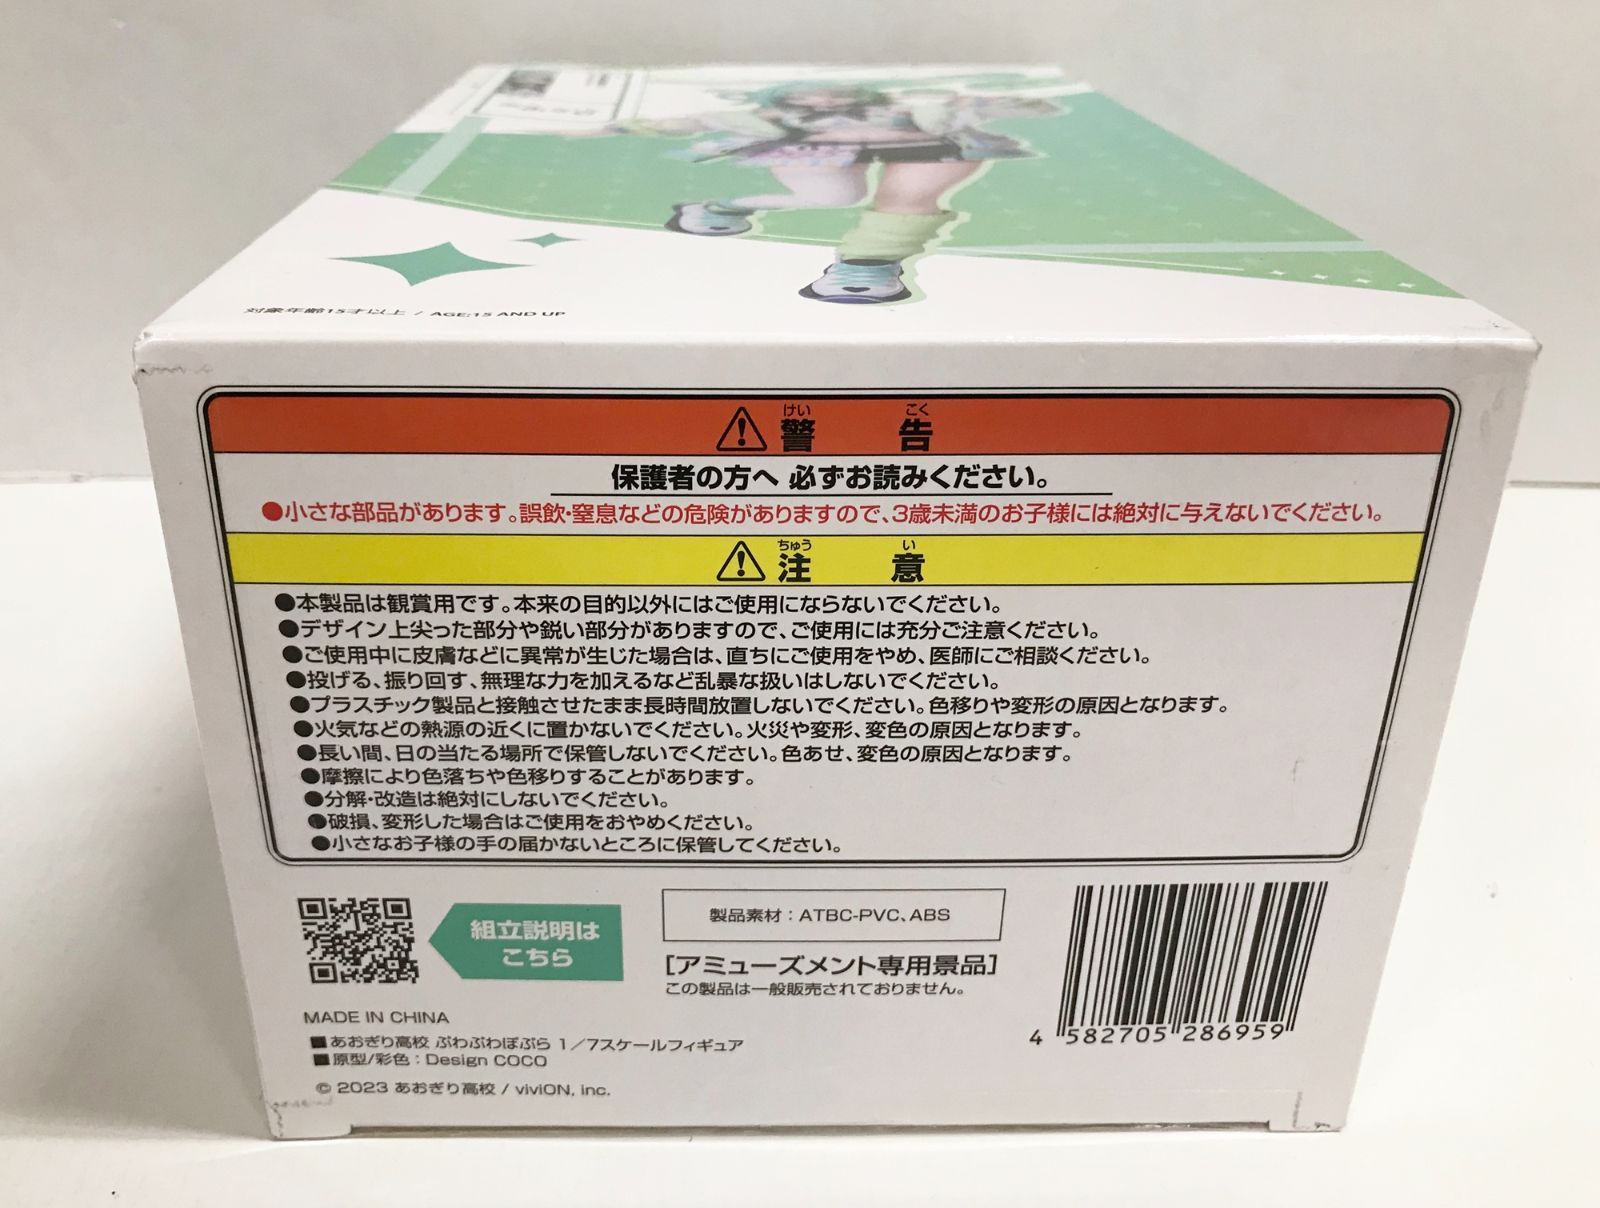 対象年齢15才以上 / AGE:15 AND UP
けい こく
⚠警 告
保護者の方へ 必ずお読みください。
●小さな部品があります。誤飲・窒息などの危険がありますので、3歳未満のお子様には絶対に与えないでください。
ちゅう い
⚠注 意
●本製品は観賞用です。本来の目的以外にはご使用にならないでください。
●デザイン上尖った部分や鋭い部分がありますので、ご使用には充分ご注意ください。
●ご使用中に皮膚などに異常が生じた場合は、直ちにご使用をやめ、医師にご相談ください。
●投げる、振り回す、無理な力を加えるなど乱暴な扱いはしないでください。
●プラスチック製品と接触させたまま長時間放置しないでください。色移りや変形の原因となります。
●火気などの熱源の近くに置かないでください。火災や変形、変色の原因となります。
●長い間、日の当たる場所で保管しないでください。色あせ、変色の原因となります。
●摩擦により色落ちや色移りすることがあります。
●分解・改造は絶対にしないでください。
●破損、変形した場合はご使用をおやめください。
●小さなお子様の手の届かないところに保管してください。
組立説明は
こちら
製品素材：ATBC-PVC、ABS
[アミューズメント専用景品]
この製品は一般販売されておりません。
MADE IN CHINA
■あおぎり高校 ぷわぷわぽぷら 1／7スケールフィギュア
■原型/彩色：Design COCO
© 2023 あおぎり高校 / viviON, inc.
4 582705 286959